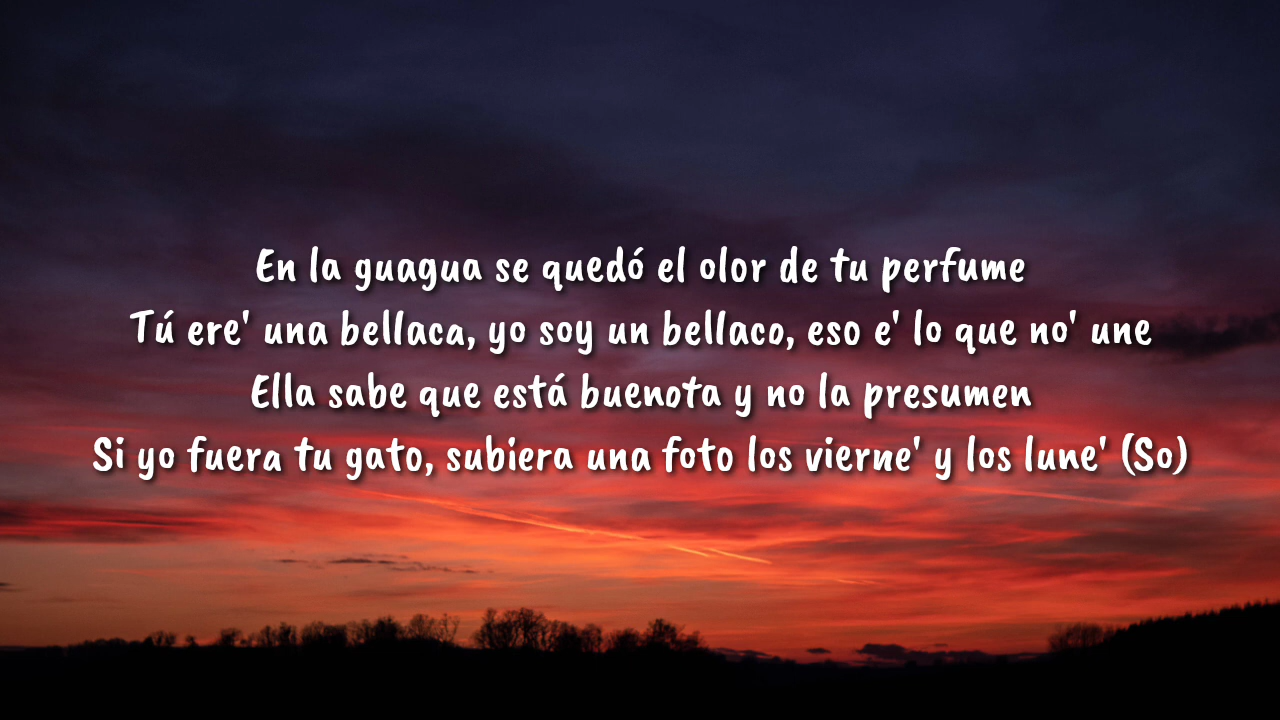 En la guagua se quedó el olor de tu perfume
Tú ere' una bellaca, yo soy un bellaco, eso e' lo que no' une
Ella sabe que está buenota y no la presumen
Si yo fuera tu gato, subiera una foto los vierne' y los lune' (So)